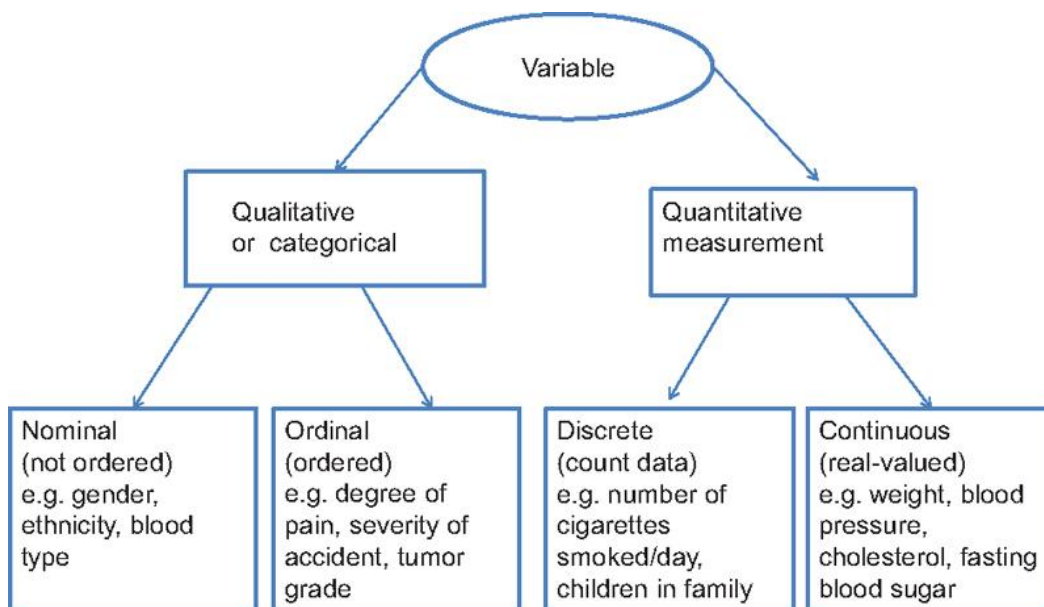 Variable
Qualitative
or categorical
Quantitative
measurement
Nominal
(not ordered)
e.g. gender,
ethnicity, blood
type
Ordinal
(ordered)
e.g. degree of
pain, severity of
accident, tumor
grade
Discrete
(count data)
e.g. number of
cigarettes
smoked/day,
children in family
Continuous
(real-valued)
e.g. weight, blood
pressure,
cholesterol, fasting
blood sugar